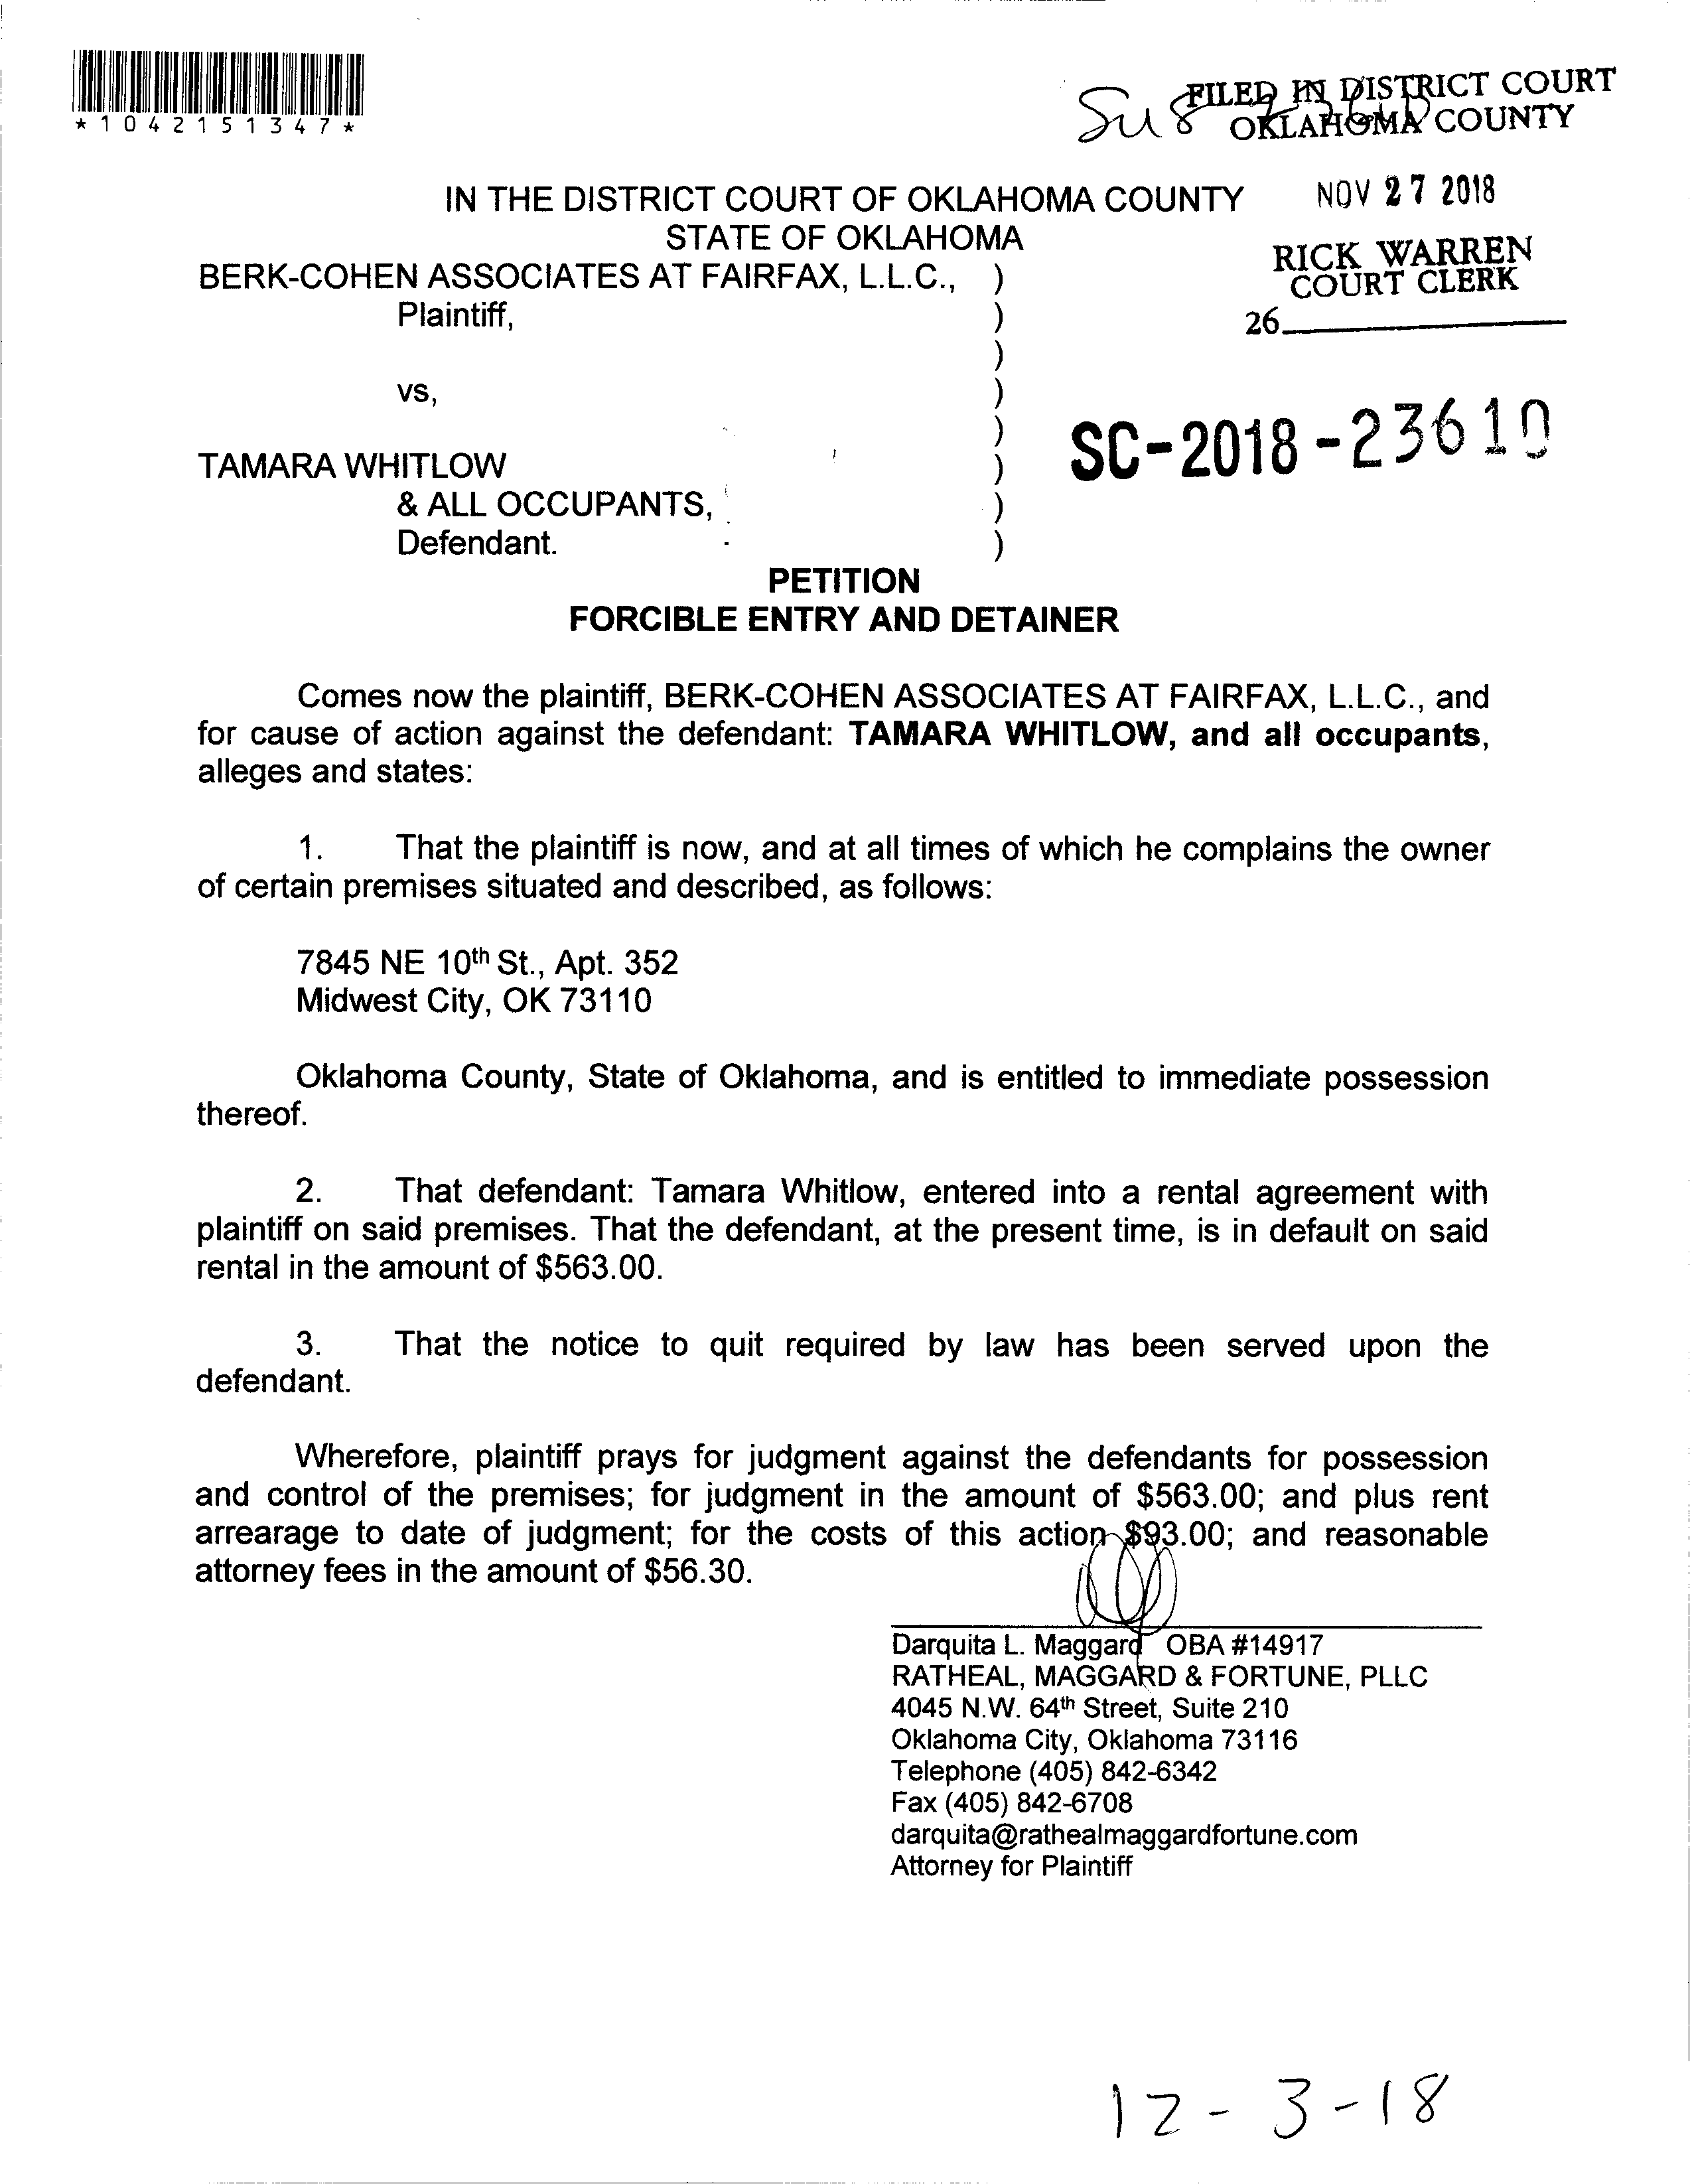 *1042151347*
FILED IN DISTRICT COURT
OKLAHOMA COUNTY
NOV 27 2018
RICK WARREN
COURT CLERK
26
IN THE DISTRICT COURT OF OKLAHOMA COUNTY
STATE OF OKLAHOMA
BERK-COHEN ASSOCIATES AT FAIRFAX, L.L.C., )
Plaintiff, )
)
vs, )
)
TAMARA WHITLOW )
& ALL OCCUPANTS, )
Defendant. )
SC-2018-23610
PETITION
FORCIBLE ENTRY AND DETAINER
Comes now the plaintiff, BERK-COHEN ASSOCIATES AT FAIRFAX, L.L.C., and
for cause of action against the defendant: TAMARA WHITLOW, and all occupants,
alleges and states:
1. That the plaintiff is now, and at all times of which he complains the owner
of certain premises situated and described, as follows:
7845 NE 10th St., Apt. 352
Midwest City, OK 73110
Oklahoma County, State of Oklahoma, and is entitled to immediate possession
thereof.
2. That defendant: Tamara Whitlow, entered into a rental agreement with
plaintiff on said premises. That the defendant, at the present time, is in default on said
rental in the amount of $563.00.
3. That the notice to quit required by law has been served upon the
defendant.
Wherefore, plaintiff prays for judgment against the defendants for possession
and control of the premises; for judgment in the amount of $563.00; and plus rent
arrearage to date of judgment; for the costs of this action $93.00; and reasonable
attorney fees in the amount of $56.30.
Darquita L. Maggard OBA #14917
RATHEAL, MAGGARD & FORTUNE, PLLC
4045 N.W. 64th Street, Suite 210
Oklahoma City, Oklahoma 73116
Telephone (405) 842-6342
Fax (405) 842-6708
darquita@rathealmaggardfortune.com
Attorney for Plaintiff
12-3-18